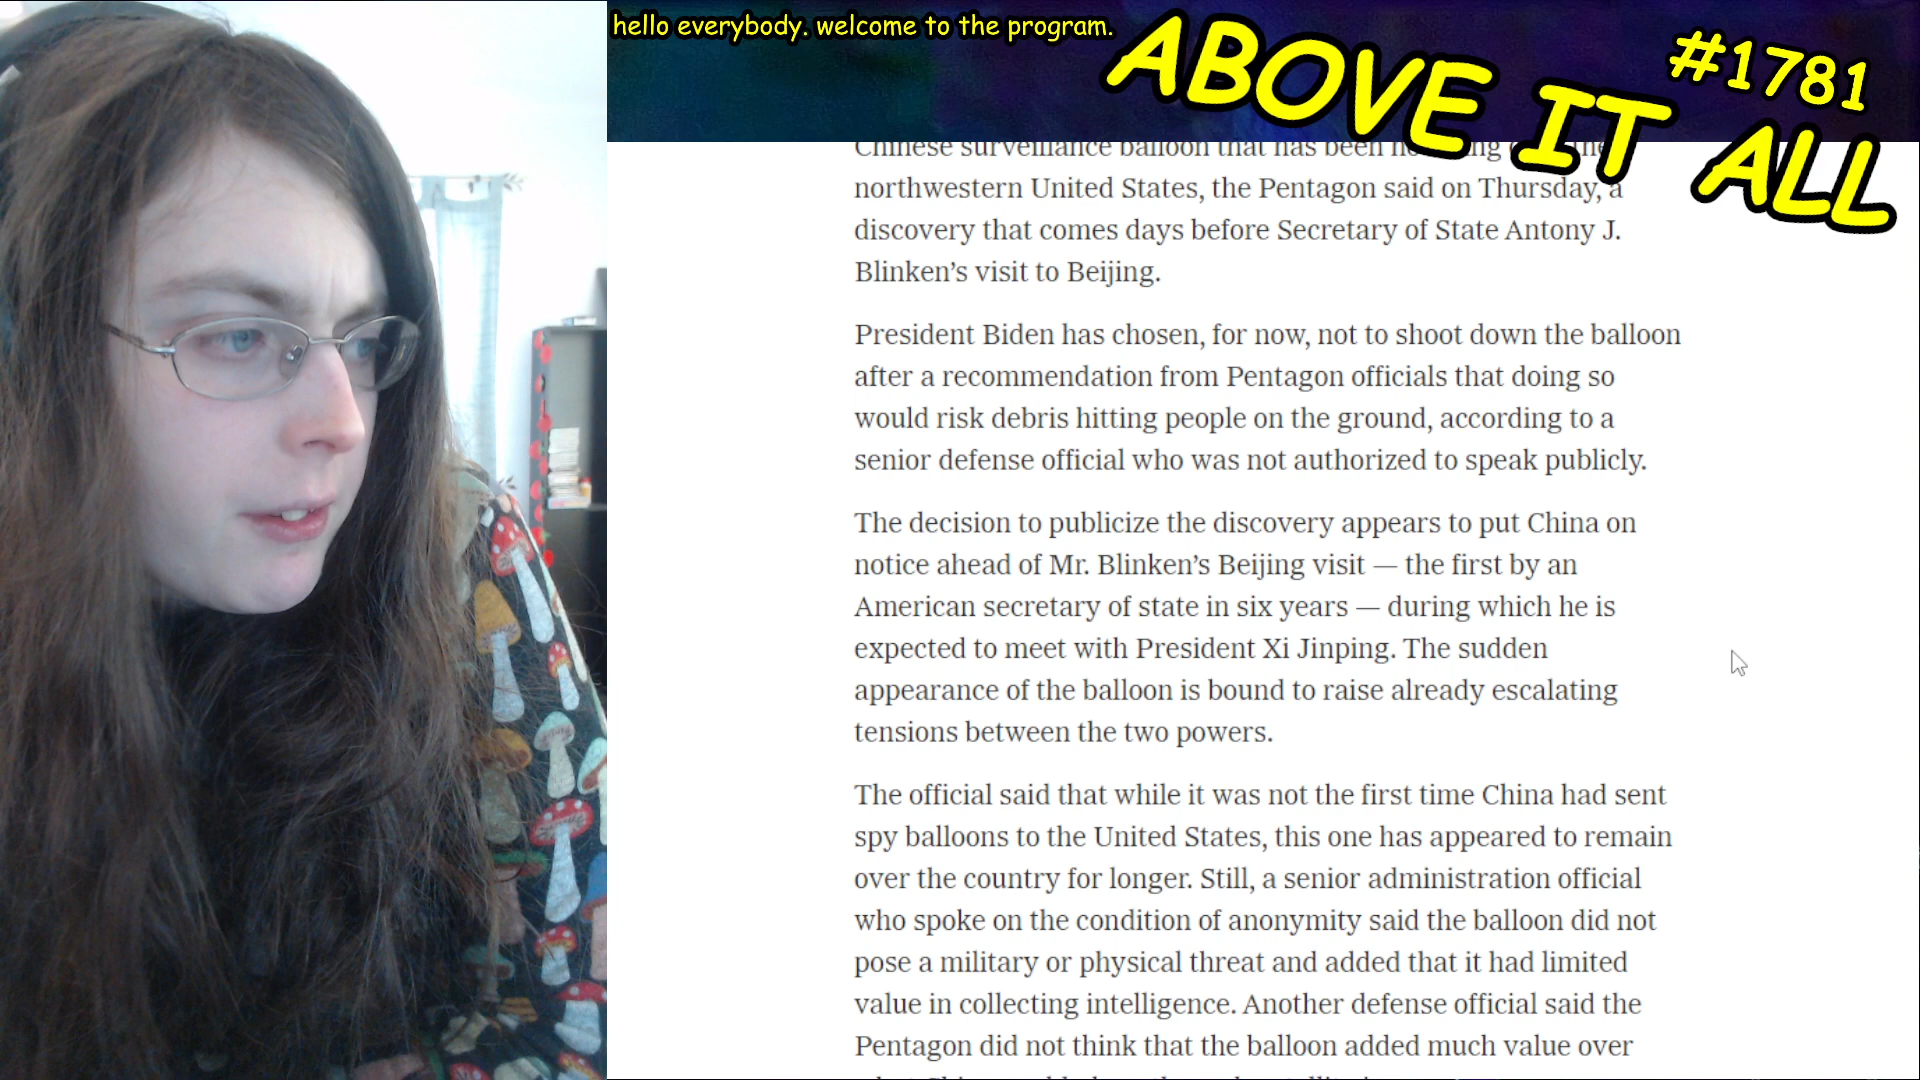 hello everybody. welcome to the program.
ABOVE IT ALL
#1781
Chinese surveillance balloon that has been
northwestern United States, the Pentagon said on Thursday, a
discovery that comes days before Secretary of State Antony J.
Blinken’s visit to Beijing.
President Biden has chosen, for now, not to shoot down the balloon
after a recommendation from Pentagon officials that doing so
would risk debris hitting people on the ground, according to a
senior defense official who was not authorized to speak publicly.
The decision to publicize the discovery appears to put China on
notice ahead of Mr. Blinken’s Beijing visit — the first by an
American secretary of state in six years — during which he is
expected to meet with President Xi Jinping. The sudden
appearance of the balloon is bound to raise already escalating
tensions between the two powers.
The official said that while it was not the first time China had sent
spy balloons to the United States, this one has appeared to remain
over the country for longer. Still, a senior administration official
who spoke on the condition of anonymity said the balloon did not
pose a military or physical threat and added that it had limited
value in collecting intelligence. Another defense official said the
Pentagon did not think that the balloon added much value over